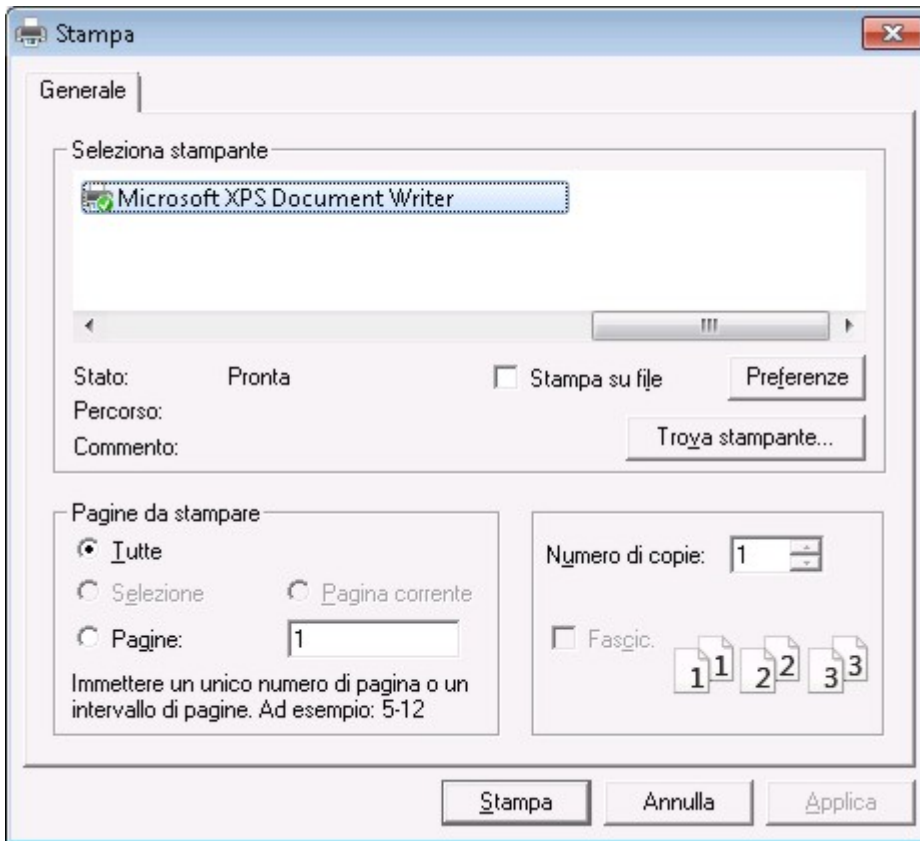 Stampa
Generale
Seleziona stampante
Microsoft XPS Document Writer
Stato: Pronta
Stampa su file
Preferenze
Percorso:
Commento:
Trova stampante...
Pagine da stampare
Tutte
Selezione
Pagina corrente
Pagine: 1
Immettere un unico numero di pagina o un
intervallo di pagine. Ad esempio: 5-12
Numero di copie: 1
Fascic.
1 1 2 2 3 3
Stampa
Annulla
Applica